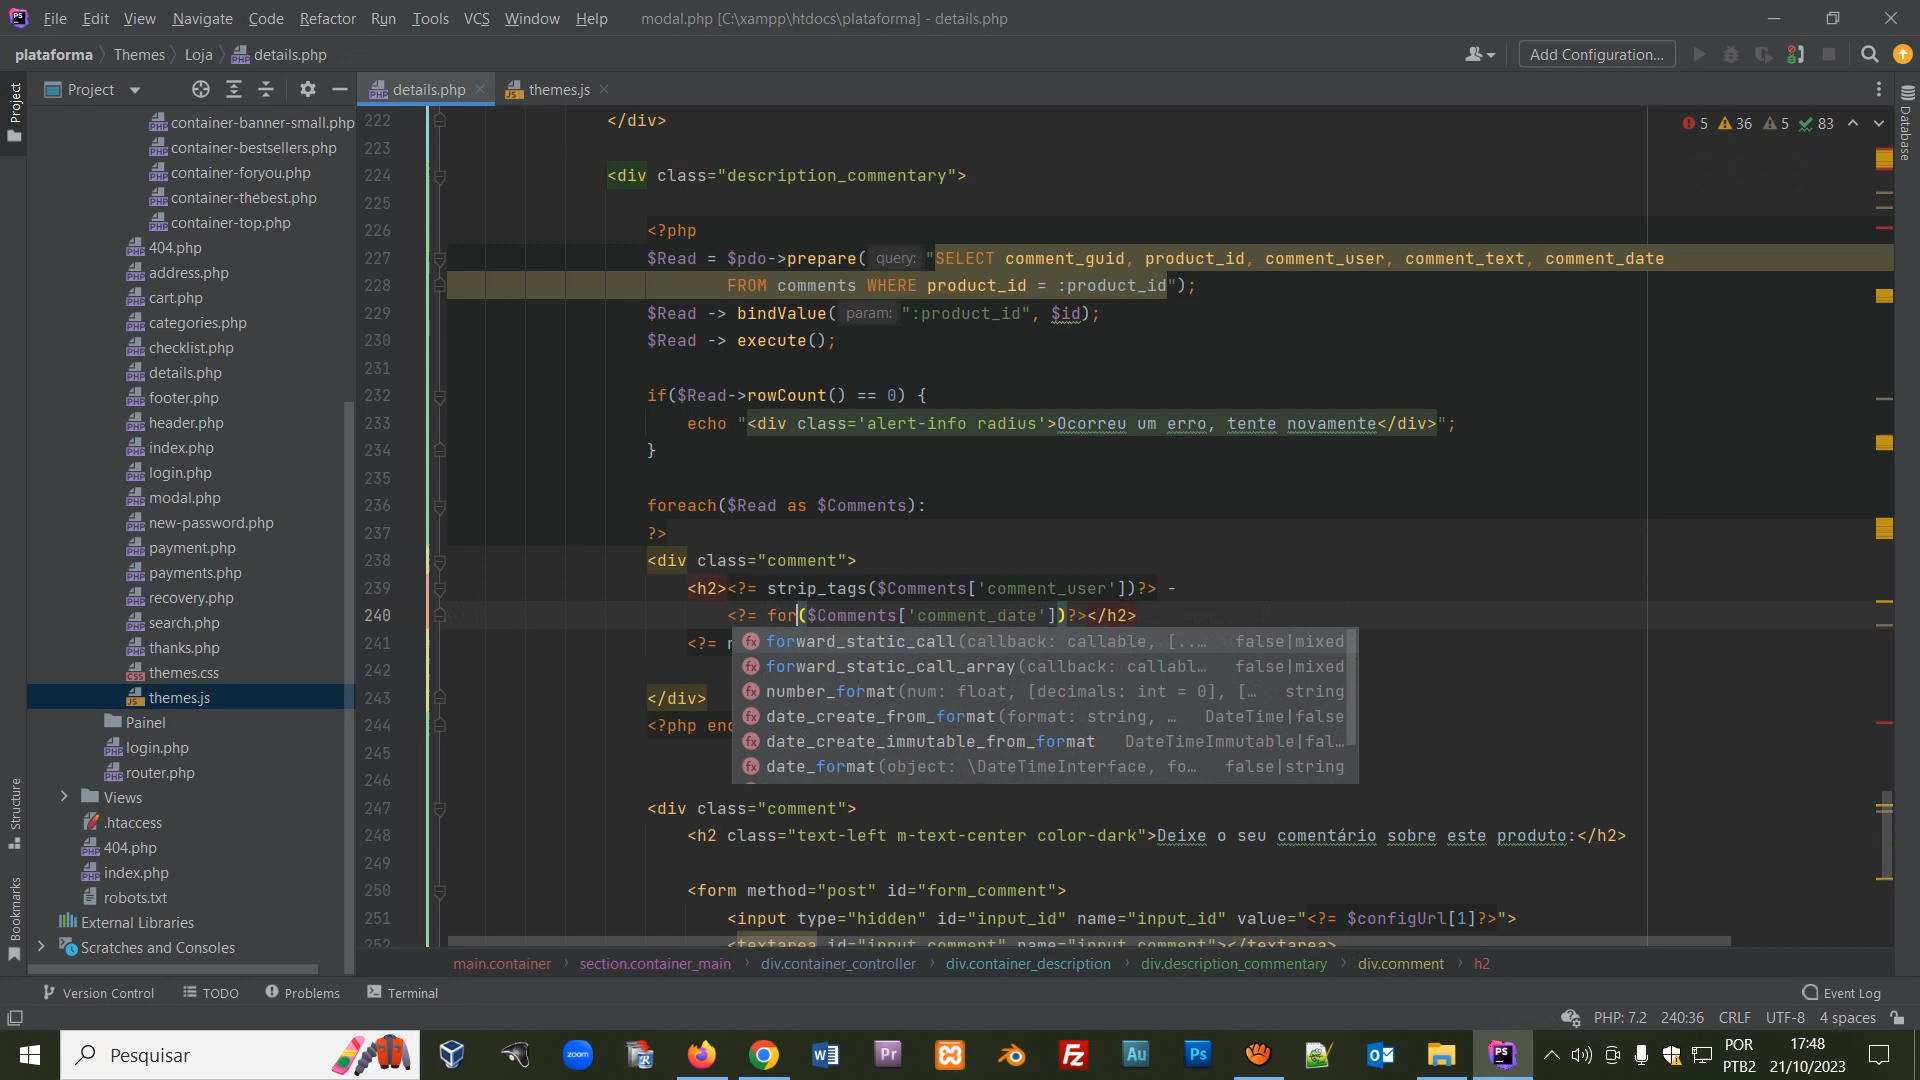 File Edit View Navigate Code Refactor Run Tools VCS Window Help modal.php [C:\xampp\htdocs\plataforma] - details.php
plataforma Themes Loja details.php
Add Configuration...
Project
details.php
themes.js
Project
Database
Structure
Bookmarks
container-banner-small.php
container-bestsellers.php
container-foryou.php
container-thebest.php
container-top.php
404.php
address.php
cart.php
categories.php
checklist.php
details.php
footer.php
header.php
index.php
login.php
modal.php
new-password.php
payment.php
payments.php
recovery.php
search.php
thanks.php
themes.css
themes.js
Painel
login.php
router.php
Views
.htaccess
404.php
index.php
robots.txt
External Libraries
Scratches and Consoles
5 36 5 83
222 </div>
223
224 <div class="description_commentary">
225
226 <?php
227 $Read = $pdo->prepare( query: "SELECT comment_guid, product_id, comment_user, comment_text, comment_date
228 FROM comments WHERE product_id = :product_id");
229 $Read -> bindValue( param: ":product_id", $id);
230 $Read -> execute();
231
232 if($Read->rowCount() == 0) {
233 echo "<div class='alert-info radius'>Ocorreu um erro, tente novamente</div>";
234 }
235
236 foreach($Read as $Comments):
237 ?>
238 <div class="comment">
239 <h2><?= strip_tags($Comments['comment_user'])?> -
240 <?= for($Comments['comment_date'])?></h2>
241 <?=
242
243 </div>
244 <?php
245
246
247 <div class="comment">
248 <h2 class="text-left m-text-center color-dark">Deixe o seu comentário sobre este produto:</h2>
249
250 <form method="post" id="form_comment">
251 <input type="hidden" id="input_id" name="input_id" value="<?= $configUrl[1]?>">
252 <textarea id="input_comment" name="input_comment"></textarea>
forward_static_call(callback: callable, [... false|mixed
forward_static_call_array(callback: callabl… false|mixed
number_format(num: float, [decimals: int = 0], [… string
date_create_from_format(format: string, … DateTime|false
date_create_immutable_from_format DateTimeImmutable|fal…
date_format(object: \DateTimeInterface, fo… false|string
main.container section.container_main div.container_controller div.container_description div.description_commentary div.comment h2
Version Control TODO Problems Terminal Event Log
PHP: 7.2 240:36 CRLF UTF-8 4 spaces
Pesquisar
zoom
POR
PTB2
17:48
21/10/2023